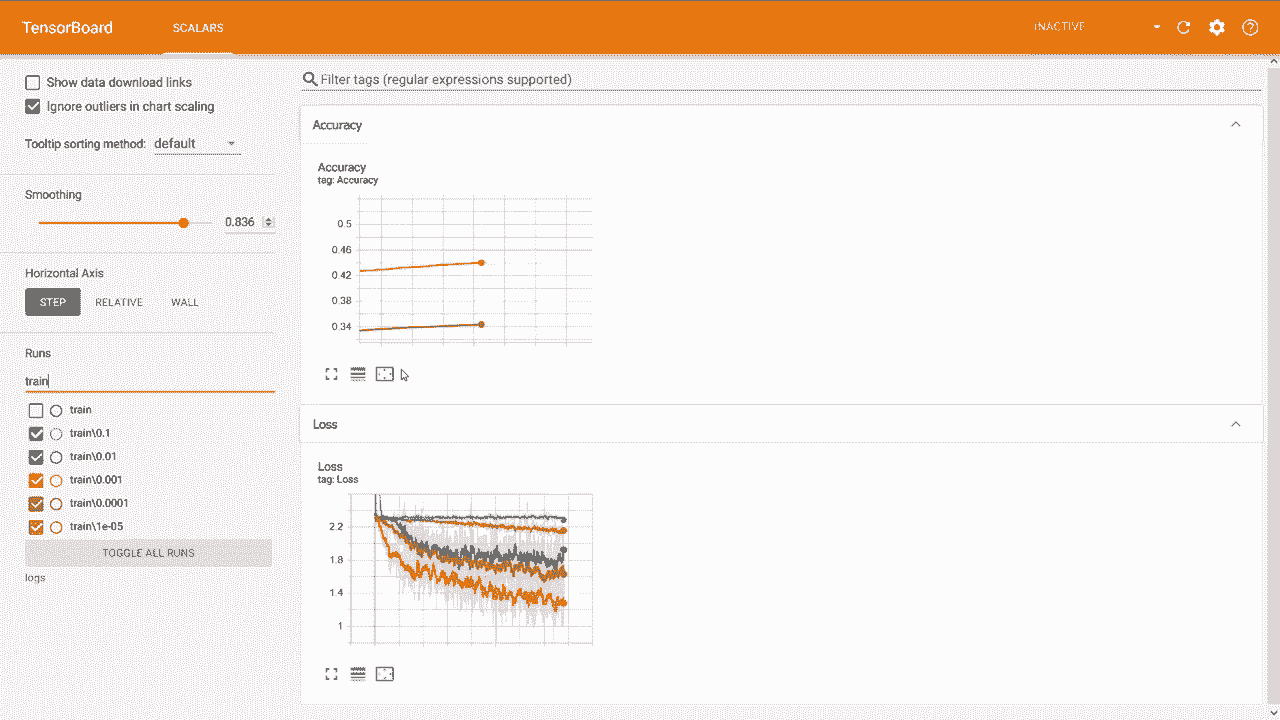 TensorBoard
SCALARS
INACTIVE
Show data download links
Ignore outliers in chart scaling
Tooltip sorting method: default
Smoothing
0.836
Horizontal Axis
STEP RELATIVE WALL
Runs
train
train
train\0.1
train\0.01
train\0.001
train\0.0001
train\1e-05
TOGGLE ALL RUNS
logs
Filter tags (regular expressions supported)
Accuracy
Accuracy
tag: Accuracy
0.5
0.46
0.42
0.38
0.34
Loss
Loss
tag: Loss
2.2
1.8
1.4
1